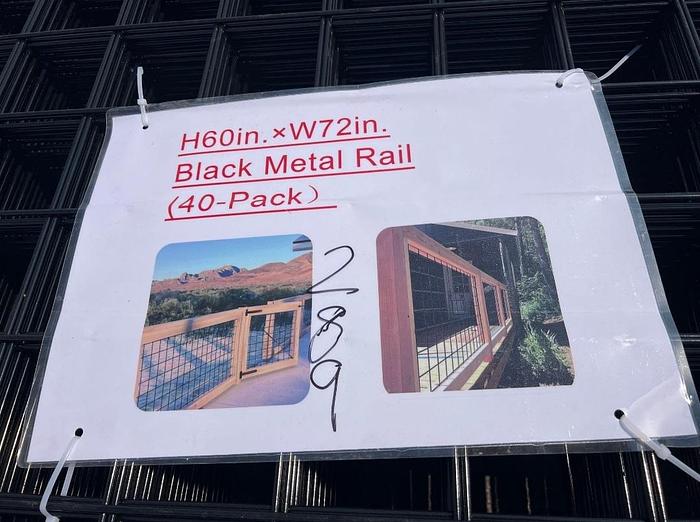 H60in.×W72in.
Black Metal Rail
(40-Pack）
289